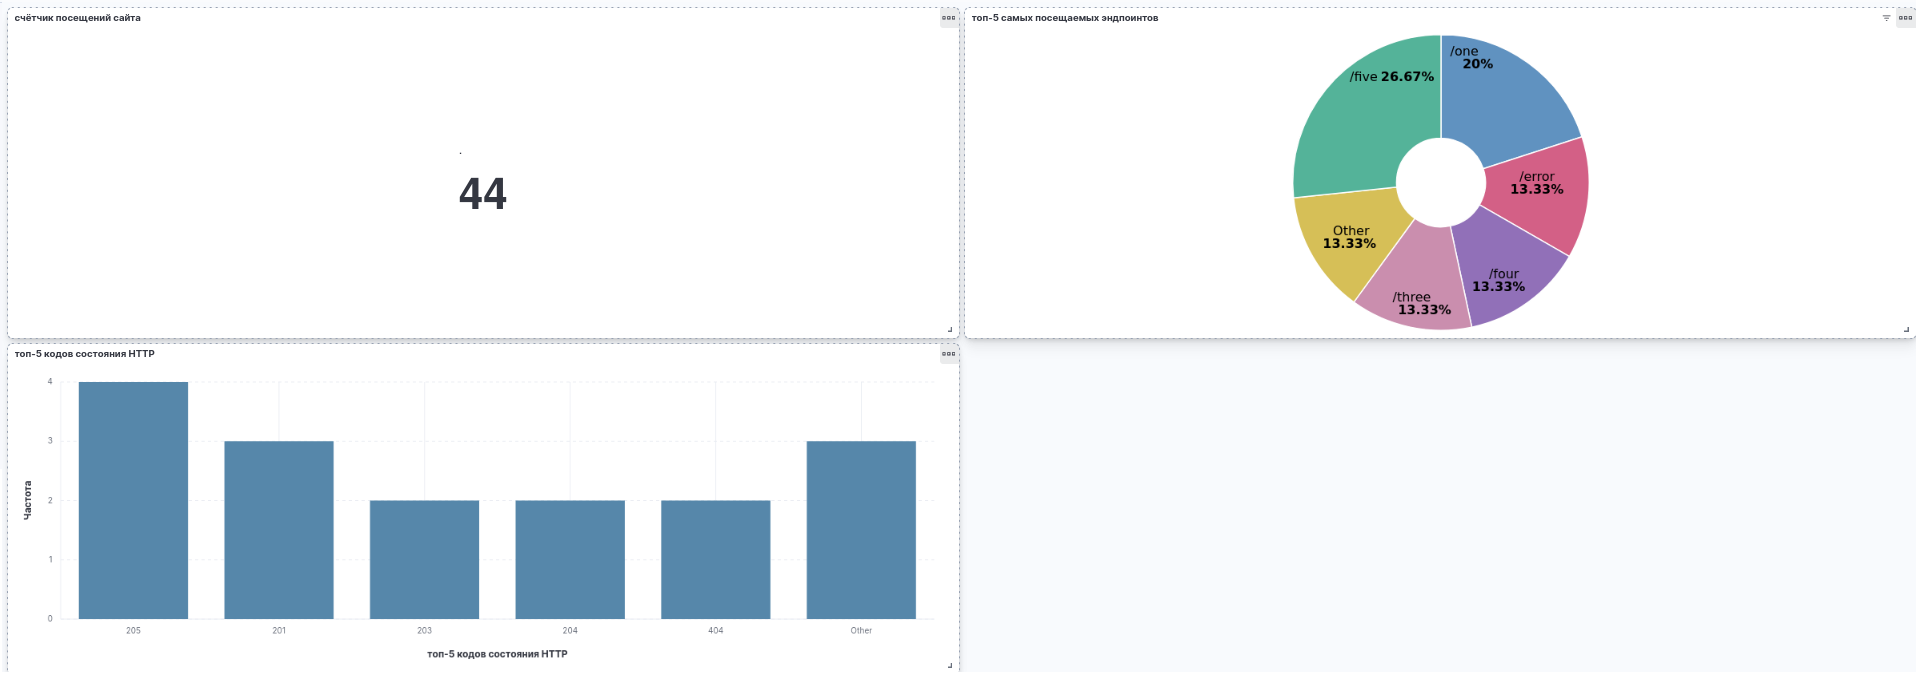 счётчик посещений сайта
.
44
топ-5 самых посещаемых эндпоинтов
/one
20%
/five 26.67%
/error
13.33%
Other
13.33%
/four
13.33%
/three
13.33%
топ-5 кодов состояния HTTP
4
3
2
1
0
Частота
205 201 203 204 404 Other
топ-5 кодов состояния HTTP